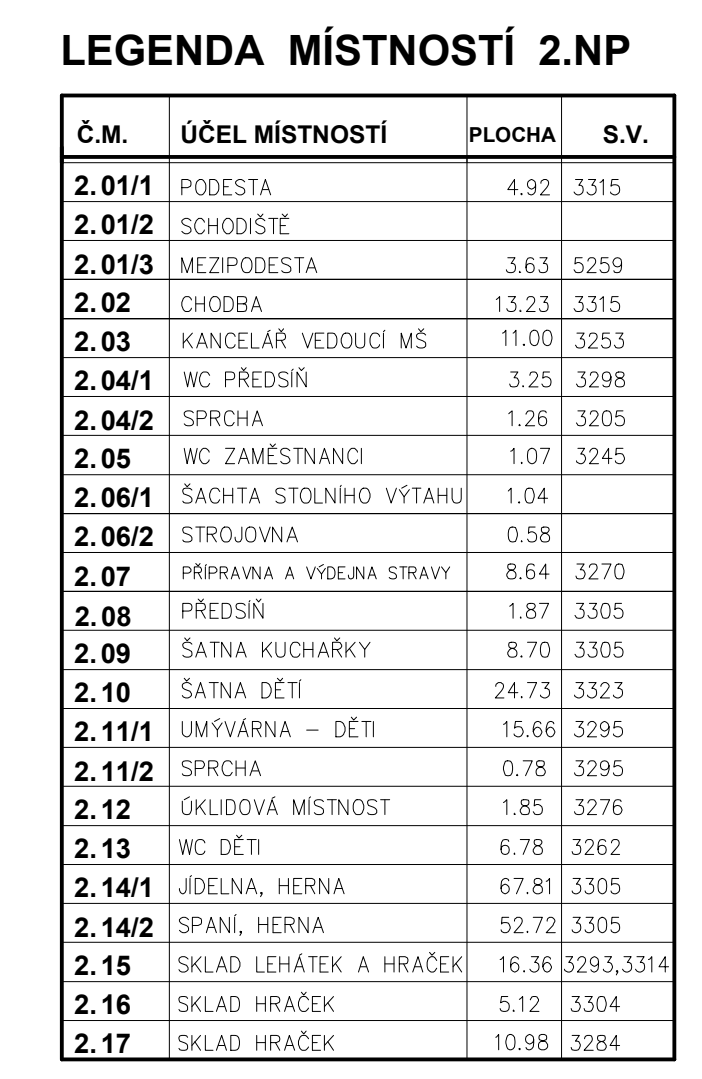 LEGENDA MÍSTNOSTÍ 2.NP
Č.M. ÚČEL MÍSTNOSTÍ PLOCHA S.V.
2.01/1 PODESTA 4.92 3315
2.01/2 SCHODIŠTĚ
2.01/3 MEZIPODESTA 3.63 5259
2.02 CHODBA 13.23 3315
2.03 KANCELÁŘ VEDOUCÍ MŠ 11.00 3253
2.04/1 WC PŘEDSÍŇ 3.25 3298
2.04/2 SPRCHA 1.26 3205
2.05 WC ZAMĚSTNANCI 1.07 3245
2.06/1 ŠACHTA STOLNÍHO VÝTAHU 1.04
2.06/2 STROJOVNA 0.58
2.07 PŘÍPRAVNA A VÝDEJNA STRAVY 8.64 3270
2.08 PŘEDSÍŇ 1.87 3305
2.09 ŠATNA KUCHAŘKY 8.70 3305
2.10 ŠATNA DĚTÍ 24.73 3323
2.11/1 UMÝVÁRNA – DĚTI 15.66 3295
2.11/2 SPRCHA 0.78 3295
2.12 ÚKLIDOVÁ MÍSTNOST 1.85 3276
2.13 WC DĚTI 6.78 3262
2.14/1 JÍDELNA, HERNA 67.81 3305
2.14/2 SPANÍ, HERNA 52.72 3305
2.15 SKLAD LEHÁTEK A HRAČEK 16.36 3293,3314
2.16 SKLAD HRAČEK 5.12 3304
2.17 SKLAD HRAČEK 10.98 3284